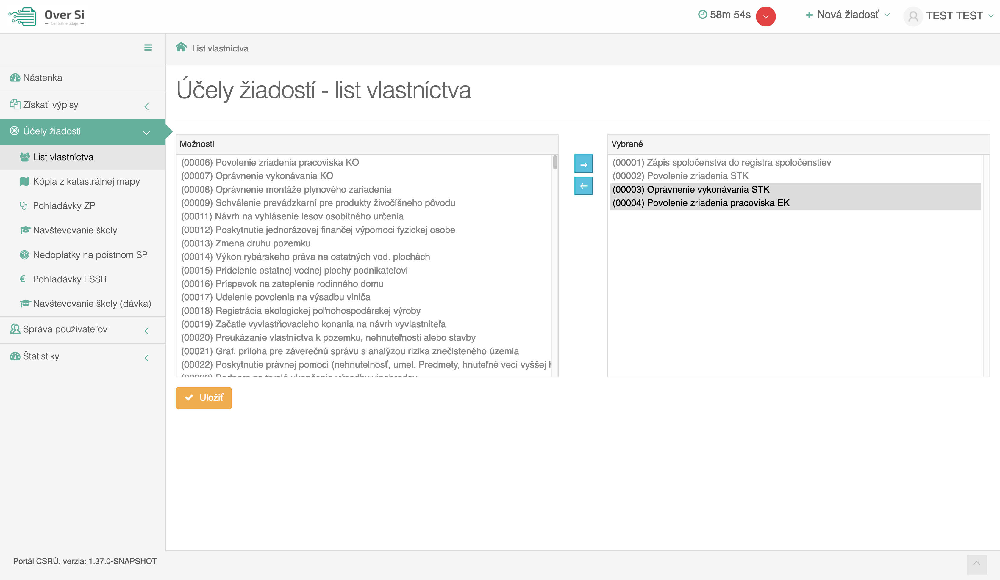 Over Si
Centrálne údaje
58m 54s
Nová žiadosť
TEST TEST
List vlastníctva
Nástenka
Získať výpisy
Účely žiadostí
List vlastníctva
Kópia z katastrálnej mapy
Pohľadávky ZP
Navštevovanie školy
Nedoplatky na poistnom SP
Pohľadávky FSSR
Navštevovanie školy (dávka)
Správa používateľov
Štatistiky
Účely žiadostí - list vlastníctva
Možnosti
(00006) Povolenie zriadenia pracoviska KO
(00007) Oprávnenie vykonávania KO
(00008) Oprávnenie montáže plynového zariadenia
(00009) Schválenie prevádzkarní pre produkty živočíšneho pôvodu
(00011) Návrh na vyhlásenie lesov osobitného určenia
(00012) Poskytnutie jednorázovej finančej výpomoci fyzickej osobe
(00013) Zmena druhu pozemku
(00014) Výkon rybárskeho práva na ostatných vod. plochách
(00015) Pridelenie ostatnej vodnej plochy podnikateľovi
(00016) Príspevok na zateplenie rodinného domu
(00017) Udelenie povolenia na výsadbu viniča
(00018) Registrácia ekologickej poľnohospodárskej výroby
(00019) Začatie vyvlastňovacieho konania na návrh vyvlastniteľa
(00020) Preukázanie vlastníctva k pozemku, nehnuteľnosti alebo stavby
(00021) Graf. príloha pre záverečnú správu s analýzou rizika znečisteného územia
(00022) Poskytnutie právnej pomoci (nehnutelnosť, umel. Predmety, hnuteľné vecí vyššej
Vybrané
(00001) Zápis spoločenstva do registra spoločenstiev
(00002) Povolenie zriadenia STK
(00003) Oprávnenie vykonávania STK
(00004) Povolenie zriadenia pracoviska EK
Uložiť
Portál CSRÚ, verzia: 1.37.0-SNAPSHOT